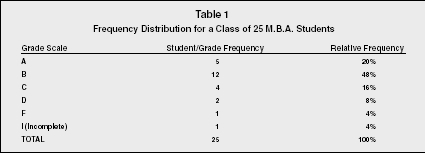 Table 1
Frequency Distribution for a Class of 25 M.B.A. Students
Grade Scale Student/Grade Frequency Relative Frequency
A 5 20%
B 12 48%
C 4 16%
D 2 8%
F 1 4%
I (Incomplete) 1 4%
TOTAL 25 100%